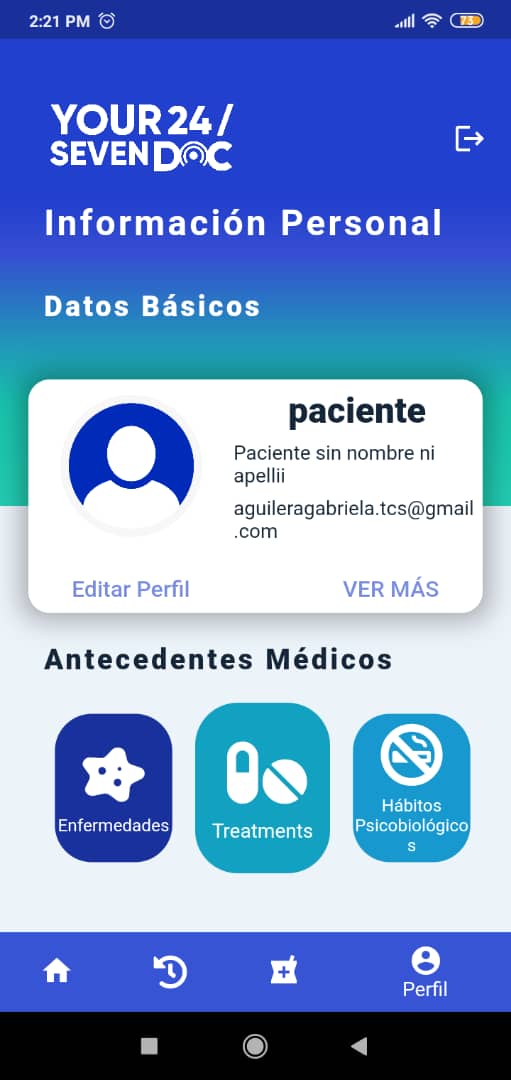 2:21 PM
73
YOUR 24/
SEVEN DOC
Información Personal
Datos Básicos
paciente
Paciente sin nombre ni
apellii
aguileragabriela.tcs@gmail
.com
Editar Perfil
VER MÁS
Antecedentes Médicos
Enfermedades
Treatments
Hábitos
Psicobiológico
s
Perfil